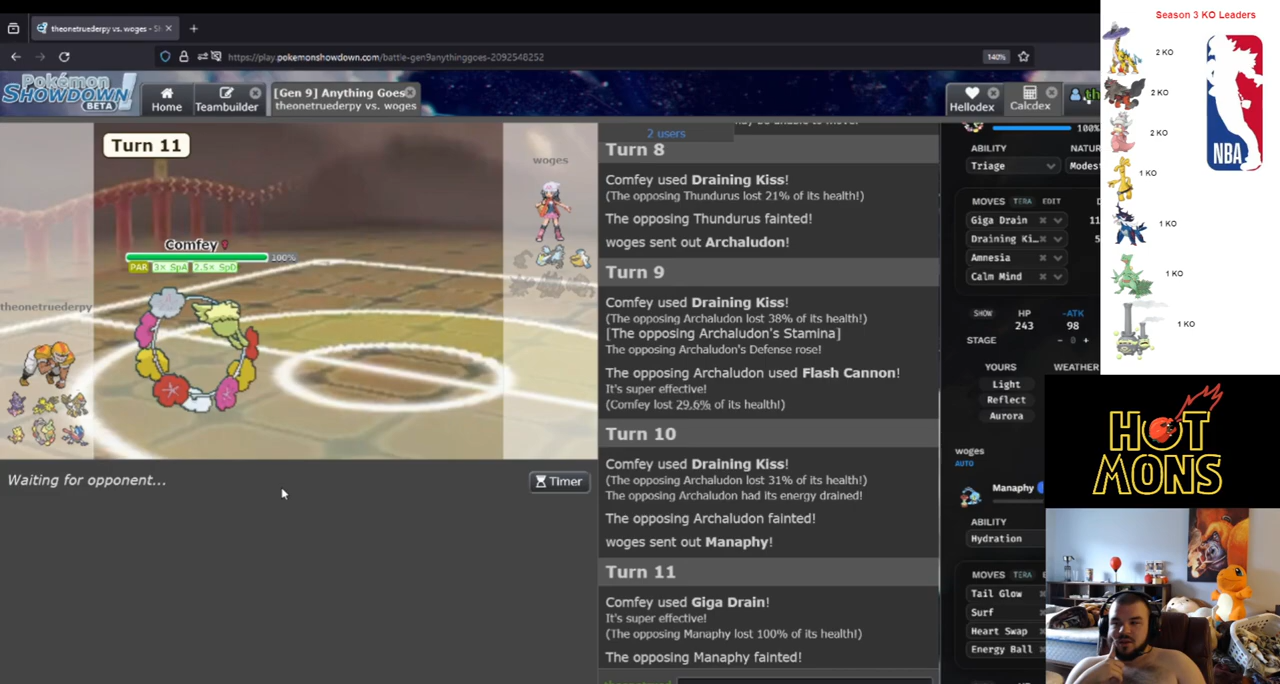 theonetruederpy vs. woges - S
https://play.pokemonshowdown.com/battle-gen9anythinggoes-2092548252
140%
Pokémon
SHOWDOWN
BETA
Home
Teambuilder
[Gen 9] Anything Goes
theonetruederpy vs. woges
Hellodex
Calcdex
th
Turn 11
woges
Comfey
100%
PAR 3× SpA 2.5× SpD
theonetruederpy
Waiting for opponent...
Timer
2 users
Turn 8
Comfey used Draining Kiss!
(The opposing Thundurus lost 21% of its health!)
The opposing Thundurus fainted!
woges sent out Archaludon!
Turn 9
Comfey used Draining Kiss!
(The opposing Archaludon lost 38% of its health!)
[The opposing Archaludon's Stamina]
The opposing Archaludon's Defense rose!
The opposing Archaludon used Flash Cannon!
It's super effective!
(Comfey lost 29.6% of its health!)
Turn 10
Comfey used Draining Kiss!
(The opposing Archaludon lost 31% of its health!)
The opposing Archaludon had its energy drained!
The opposing Archaludon fainted!
woges sent out Manaphy!
Turn 11
Comfey used Giga Drain!
It's super effective!
(The opposing Manaphy lost 100% of its health!)
The opposing Manaphy fainted!
100%
ABILITY NATU
Triage Modes
MOVES TERA EDIT
Giga Drain 11
Draining Ki... 5
Amnesia
Calm Mind
SHOW HP -ATK
243 98
STAGE - 0 +
YOURS WEATHER
Light
Reflect
Aurora
woges
AUTO
Manaphy
ABILITY
Hydration
MOVES TERA E
Tail Glow
Surf
Heart Swap
Energy Ball
Season 3 KO Leaders
2 KO
2 KO
2 KO
1 KO
1 KO
1 KO
1 KO
NBA
HOT
MONS